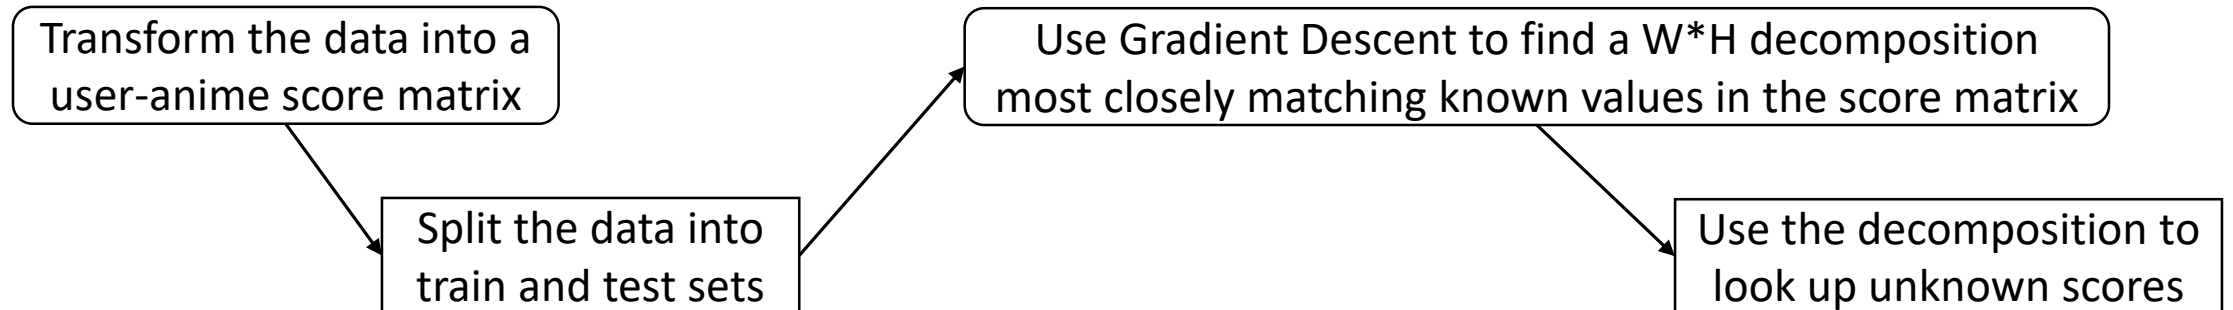 Transform the data into a
user-anime score matrix
Split the data into
train and test sets
Use Gradient Descent to find a W*H decomposition
most closely matching known values in the score matrix
Use the decomposition to
look up unknown scores